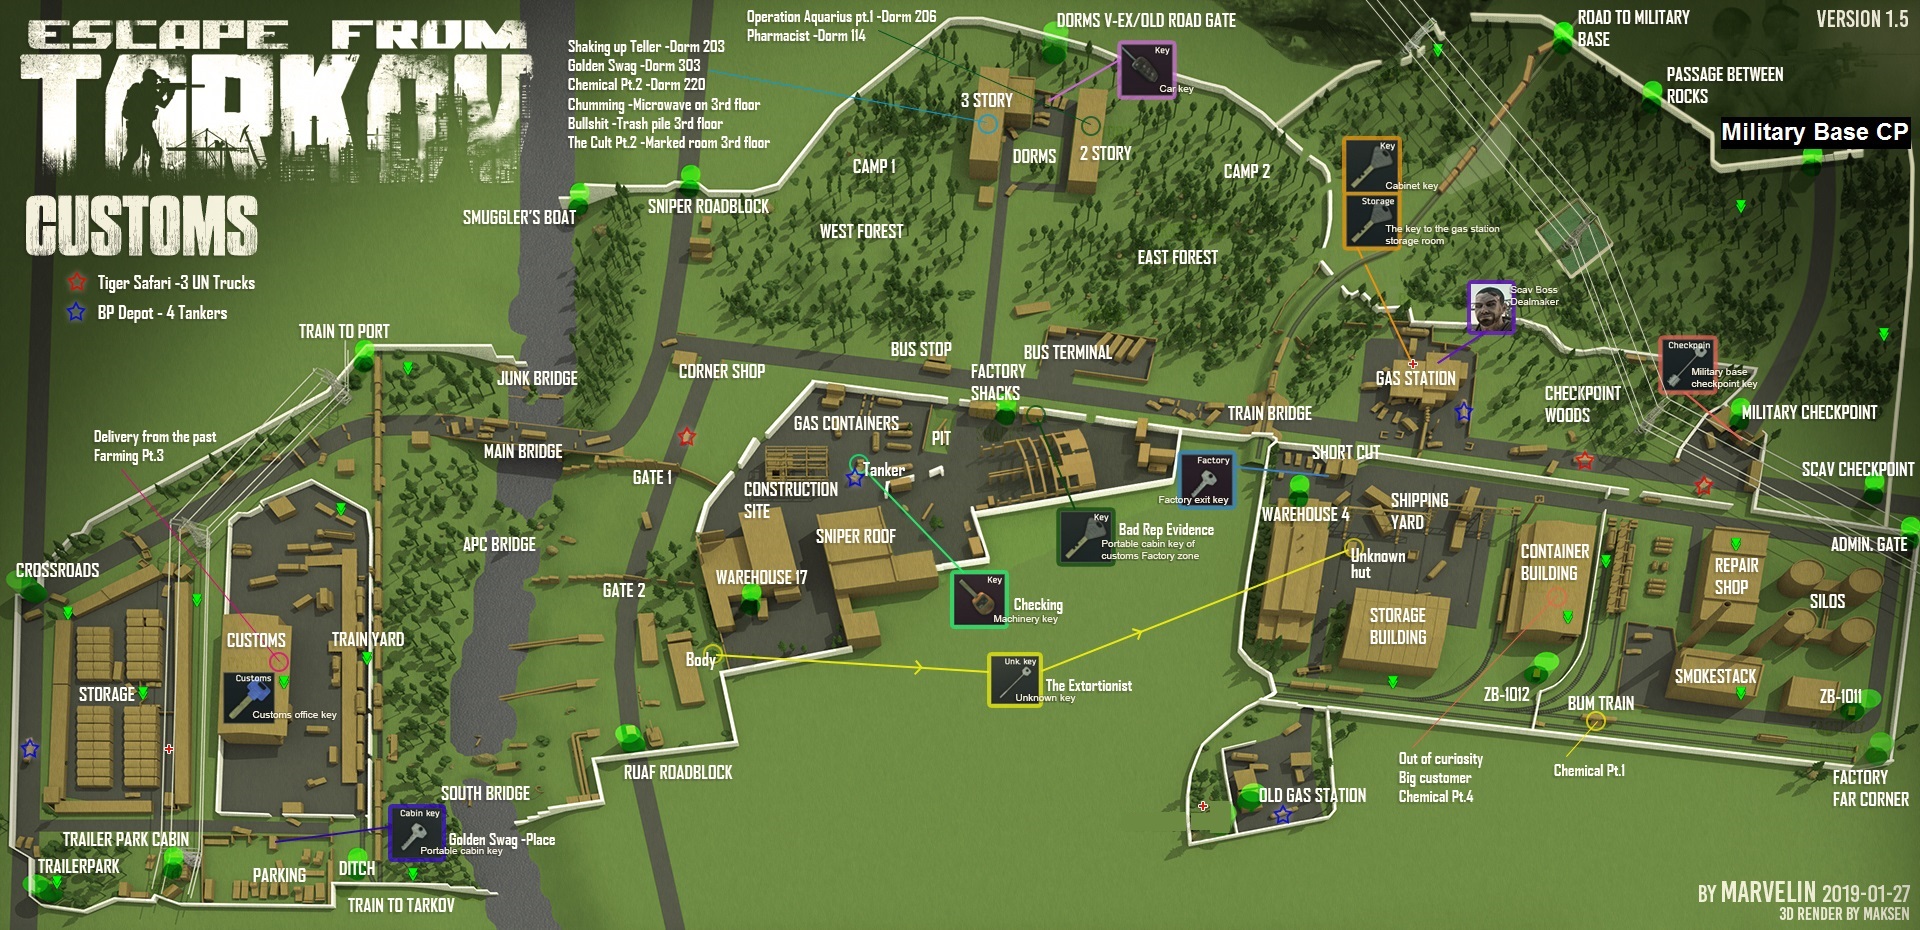 ESCAPE FROM
TARKOV
CUSTOMS
Tiger Safari -3 UN Trucks
BP Depot - 4 Tankers
Operation Aquarius pt.1 -Dorm 206
Pharmacist -Dorm 114
Shaking up Teller -Dorm 203
Golden Swag -Dorm 303
Chemical Pt.2 -Dorm 220
Chumming -Microwave on 3rd floor
Bullshit -Trash pile 3rd floor
The Cult Pt.2 -Marked room 3rd floor
DORMS V-EX/OLD ROAD GATE
Key
Car key
ROAD TO MILITARY
BASE
VERSION 1.5
PASSAGE BETWEEN
ROCKS
Military Base CP
3 STORY
DORMS
2 STORY
CAMP 1
CAMP 2
SMUGGLER'S BOAT
SNIPER ROADBLOCK
WEST FOREST
EAST FOREST
Key
Cabinet key
Storage
The key to the gas station
storage room
Scav Boss
Dealmaker
TRAIN TO PORT
JUNK BRIDGE
CORNER SHOP
BUS STOP
BUS TERMINAL
FACTORY
SHACKS
GAS STATION
CHECKPOINT
WOODS
Checkpoin
Military base
checkpoint key
MILITARY CHECKPOINT
TRAIN BRIDGE
Delivery from the past
Farming Pt.3
MAIN BRIDGE
GATE 1
GAS CONTAINERS
PIT
Tanker
CONSTRUCTION
SITE
Factory
Factory exit key
SHORT CUT
SCAV CHECKPOINT
WAREHOUSE 4
SHIPPING
YARD
SNIPER ROOF
Key
Bad Rep Evidence
Portable cabin key of
customs Factory zone
Unknown
hut
CONTAINER
BUILDING
REPAIR
SHOP
ADMIN. GATE
SILOS
APC BRIDGE
GATE 2
CROSSROADS
WAREHOUSE 17
Key
Checking
Machinery key
STORAGE
BUILDING
CUSTOMS
TRAIN YARD
Customs
Customs office key
STORAGE
Body
Unk. key
The Extortionist
Unknown key
SMOKESTACK
ZB-1012
BUM TRAIN
ZB-1011
RUAF ROADBLOCK
Out of curiosity
Big customer
Chemical Pt.4
Chemical Pt.1
FACTORY
FAR CORNER
SOUTH BRIDGE
OLD GAS STATION
Cabin key
Golden Swag -Place
Portable cabin key
TRAILER PARK CABIN
TRAILERPARK
PARKING
DITCH
TRAIN TO TARKOV
BY MARVELIN 2019-01-27
3D RENDER BY MAKSEN